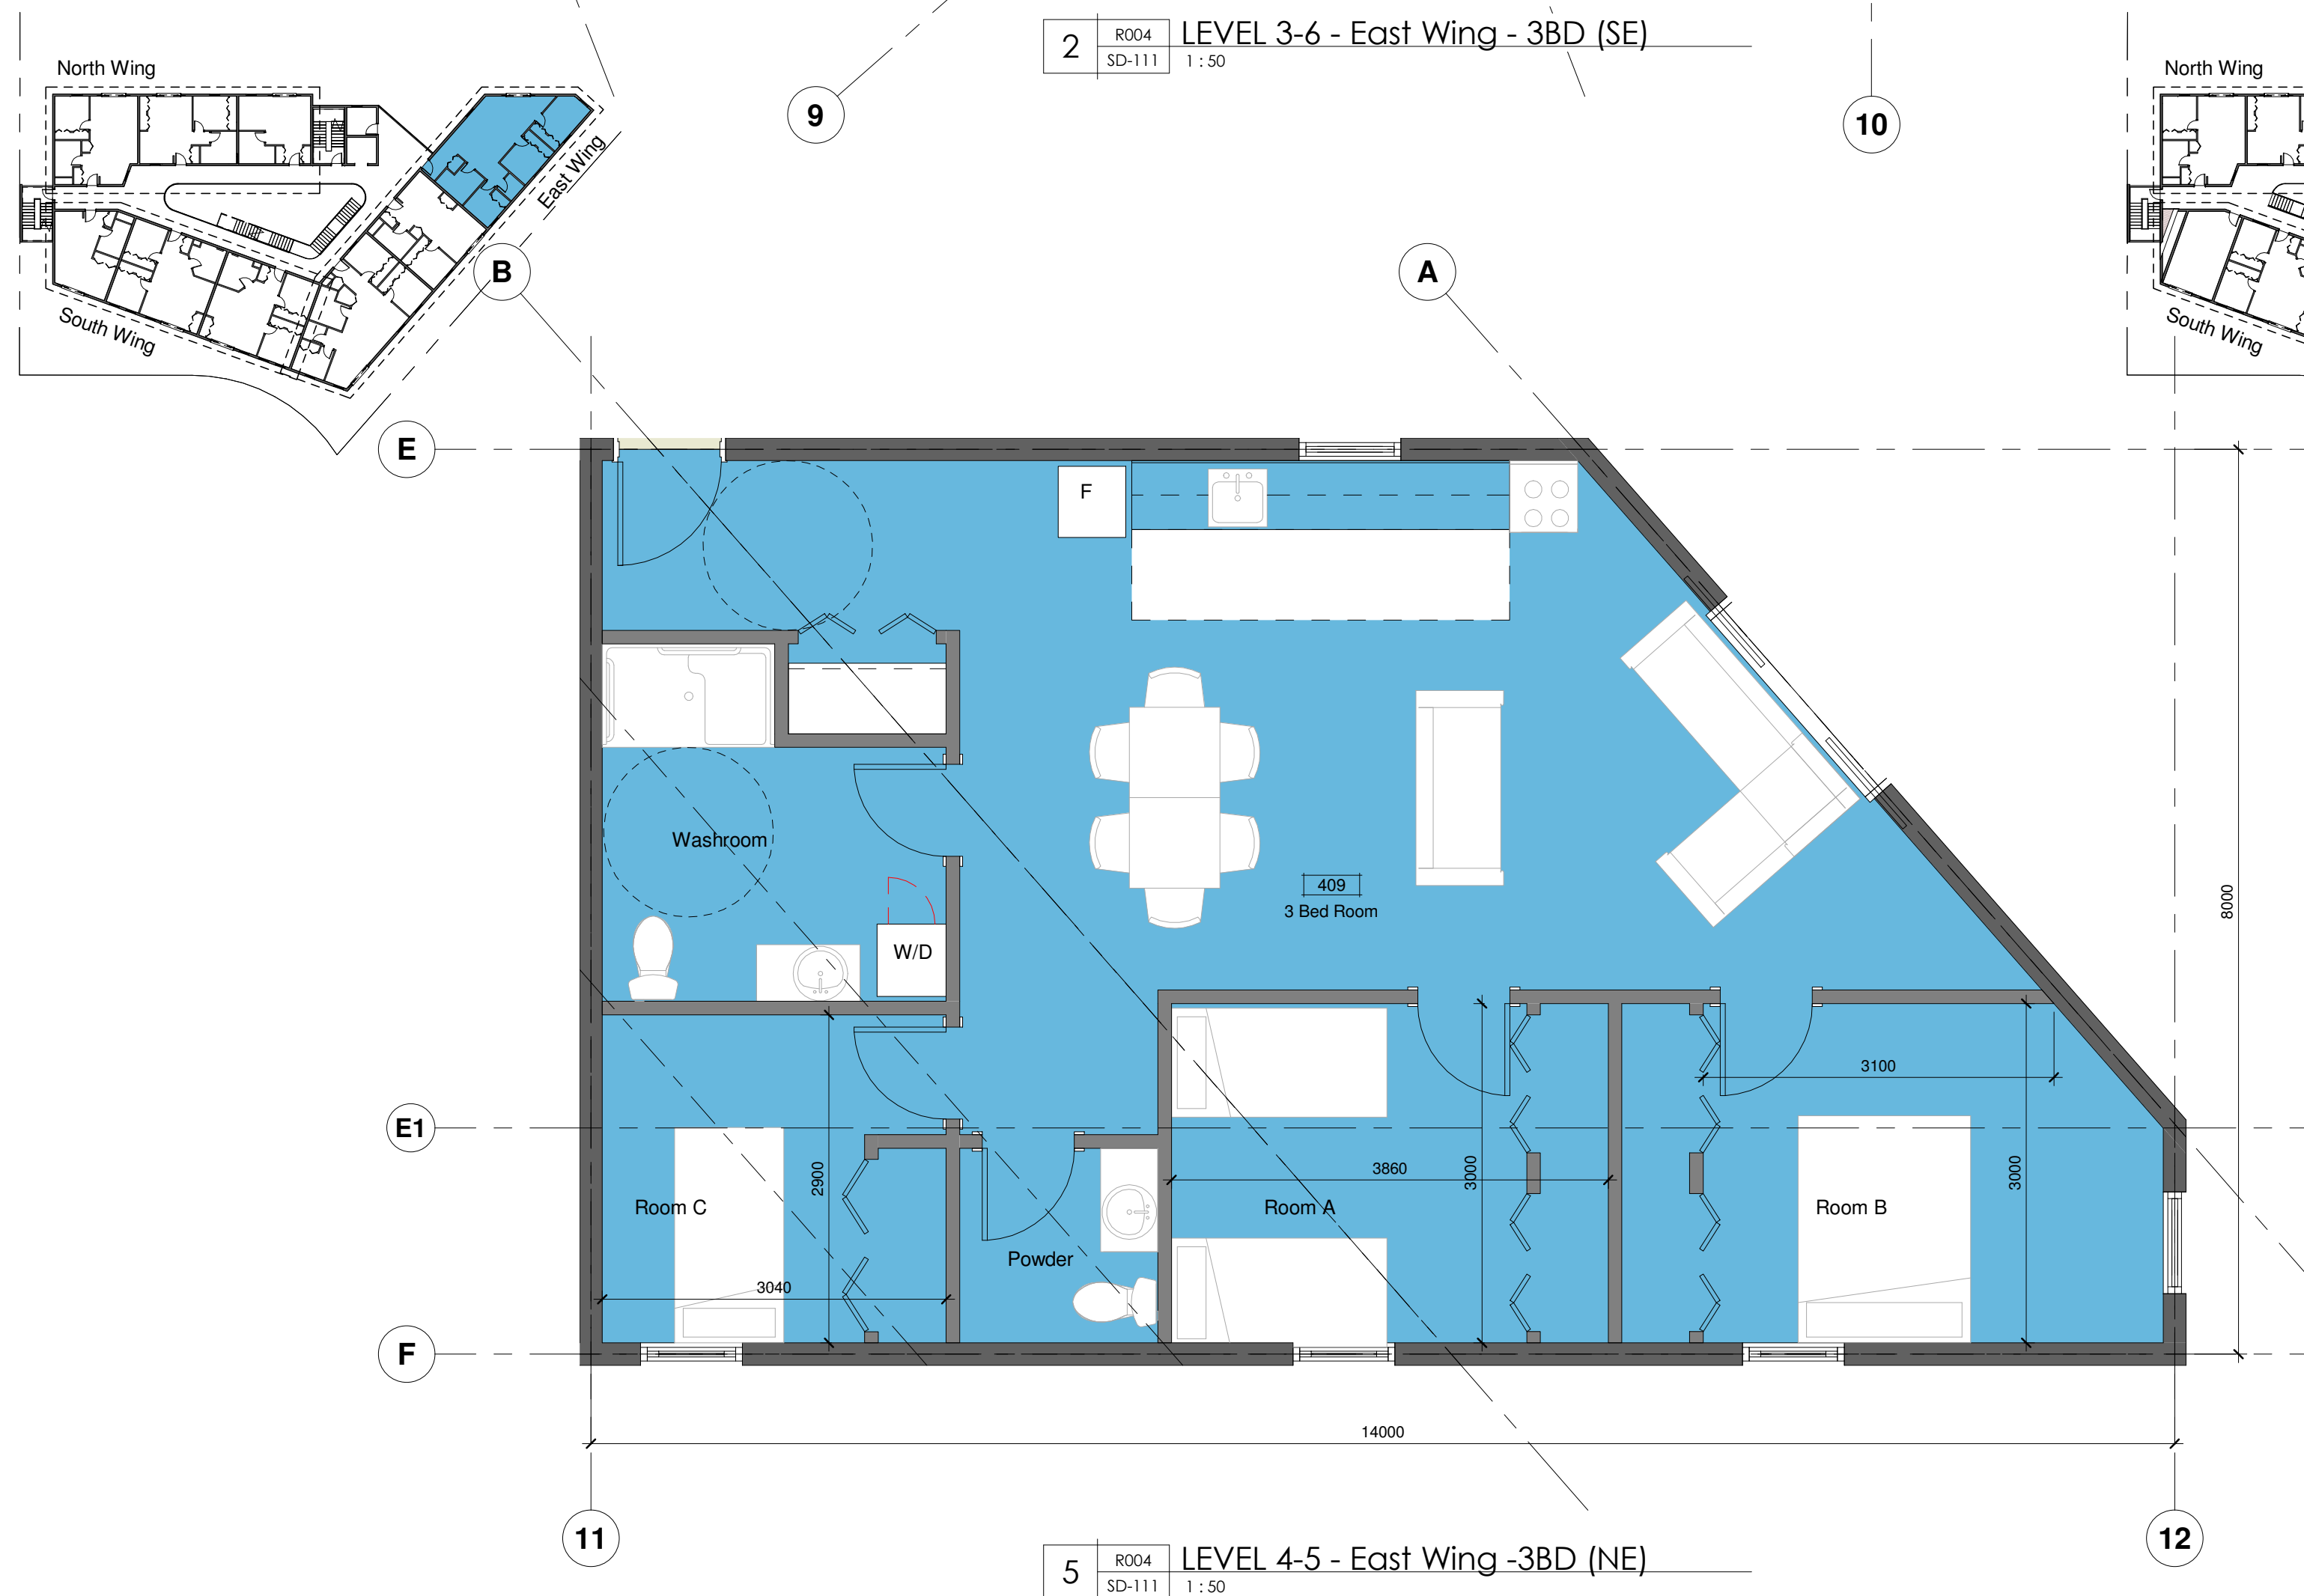 2 R004 LEVEL 3-6 - East Wing - 3BD (SE)
SD-111 1 : 50
North Wing
East Wing
South Wing
North Wing
South Wing
9
10
B
A
E
F
409
3 Bed Room
Washroom
W/D
8000
E1
3100
2900
3860
3000
3000
Room C
Room A
Room B
Powder
3040
F
14000
11
12
5 R004 LEVEL 4-5 - East Wing -3BD (NE)
SD-111 1 : 50